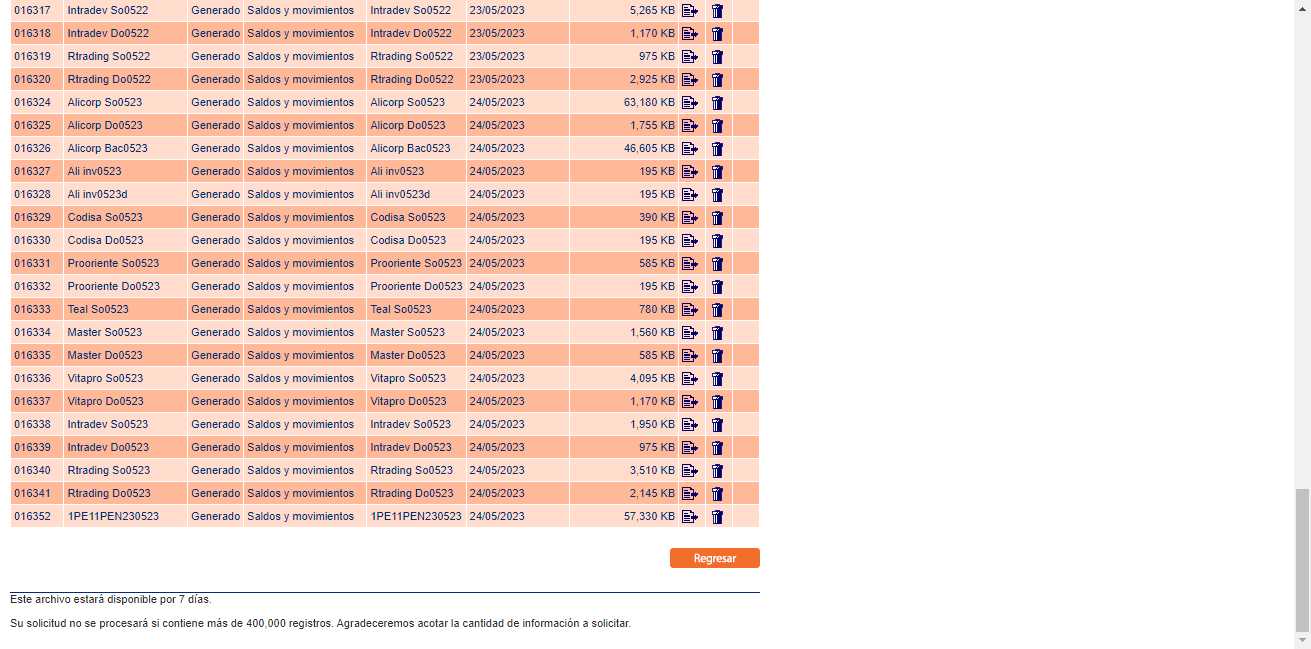 016317 Intradev So0522 Generado Saldos y movimientos Intradev So0522 23/05/2023 5,265 KB
016318 Intradev Do0522 Generado Saldos y movimientos Intradev Do0522 23/05/2023 1,170 KB
016319 Rtrading So0522 Generado Saldos y movimientos Rtrading So0522 23/05/2023 975 KB
016320 Rtrading Do0522 Generado Saldos y movimientos Rtrading Do0522 23/05/2023 2,925 KB
016324 Alicorp So0523 Generado Saldos y movimientos Alicorp So0523 24/05/2023 63,180 KB
016325 Alicorp Do0523 Generado Saldos y movimientos Alicorp Do0523 24/05/2023 1,755 KB
016326 Alicorp Bac0523 Generado Saldos y movimientos Alicorp Bac0523 24/05/2023 46,605 KB
016327 Ali inv0523 Generado Saldos y movimientos Ali inv0523 24/05/2023 195 KB
016328 Ali inv0523d Generado Saldos y movimientos Ali inv0523d 24/05/2023 195 KB
016329 Codisa So0523 Generado Saldos y movimientos Codisa So0523 24/05/2023 390 KB
016330 Codisa Do0523 Generado Saldos y movimientos Codisa Do0523 24/05/2023 195 KB
016331 Prooriente So0523 Generado Saldos y movimientos Prooriente So0523 24/05/2023 585 KB
016332 Prooriente Do0523 Generado Saldos y movimientos Prooriente Do0523 24/05/2023 195 KB
016333 Teal So0523 Generado Saldos y movimientos Teal So0523 24/05/2023 780 KB
016334 Master So0523 Generado Saldos y movimientos Master So0523 24/05/2023 1,560 KB
016335 Master Do0523 Generado Saldos y movimientos Master Do0523 24/05/2023 585 KB
016336 Vitapro So0523 Generado Saldos y movimientos Vitapro So0523 24/05/2023 4,095 KB
016337 Vitapro Do0523 Generado Saldos y movimientos Vitapro Do0523 24/05/2023 1,170 KB
016338 Intradev So0523 Generado Saldos y movimientos Intradev So0523 24/05/2023 1,950 KB
016339 Intradev Do0523 Generado Saldos y movimientos Intradev Do0523 24/05/2023 975 KB
016340 Rtrading So0523 Generado Saldos y movimientos Rtrading So0523 24/05/2023 3,510 KB
016341 Rtrading Do0523 Generado Saldos y movimientos Rtrading Do0523 24/05/2023 2,145 KB
016352 1PE11PEN230523 Generado Saldos y movimientos 1PE11PEN230523 24/05/2023 57,330 KB
Regresar
Este archivo estará disponible por 7 días.
Su solicitud no se procesará si contiene más de 400,000 registros. Agradeceremos acotar la cantidad de información a solicitar.